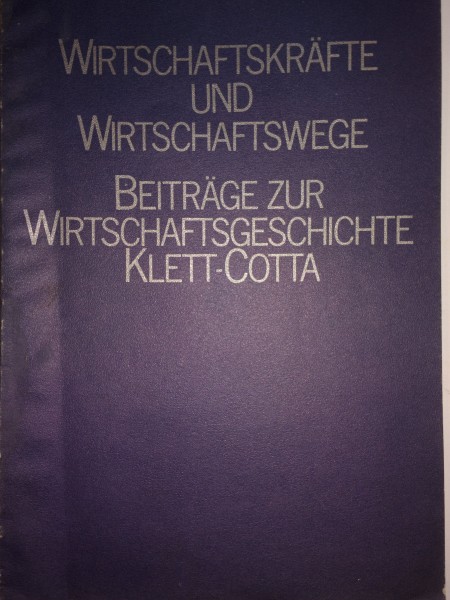 WIRTSCHAFTSKRÄFTE
UND
WIRTSCHAFTSWEGE
BEITRÄGE ZUR
WIRTSCHAFTSGESCHICHTE
KLETT-COTTA